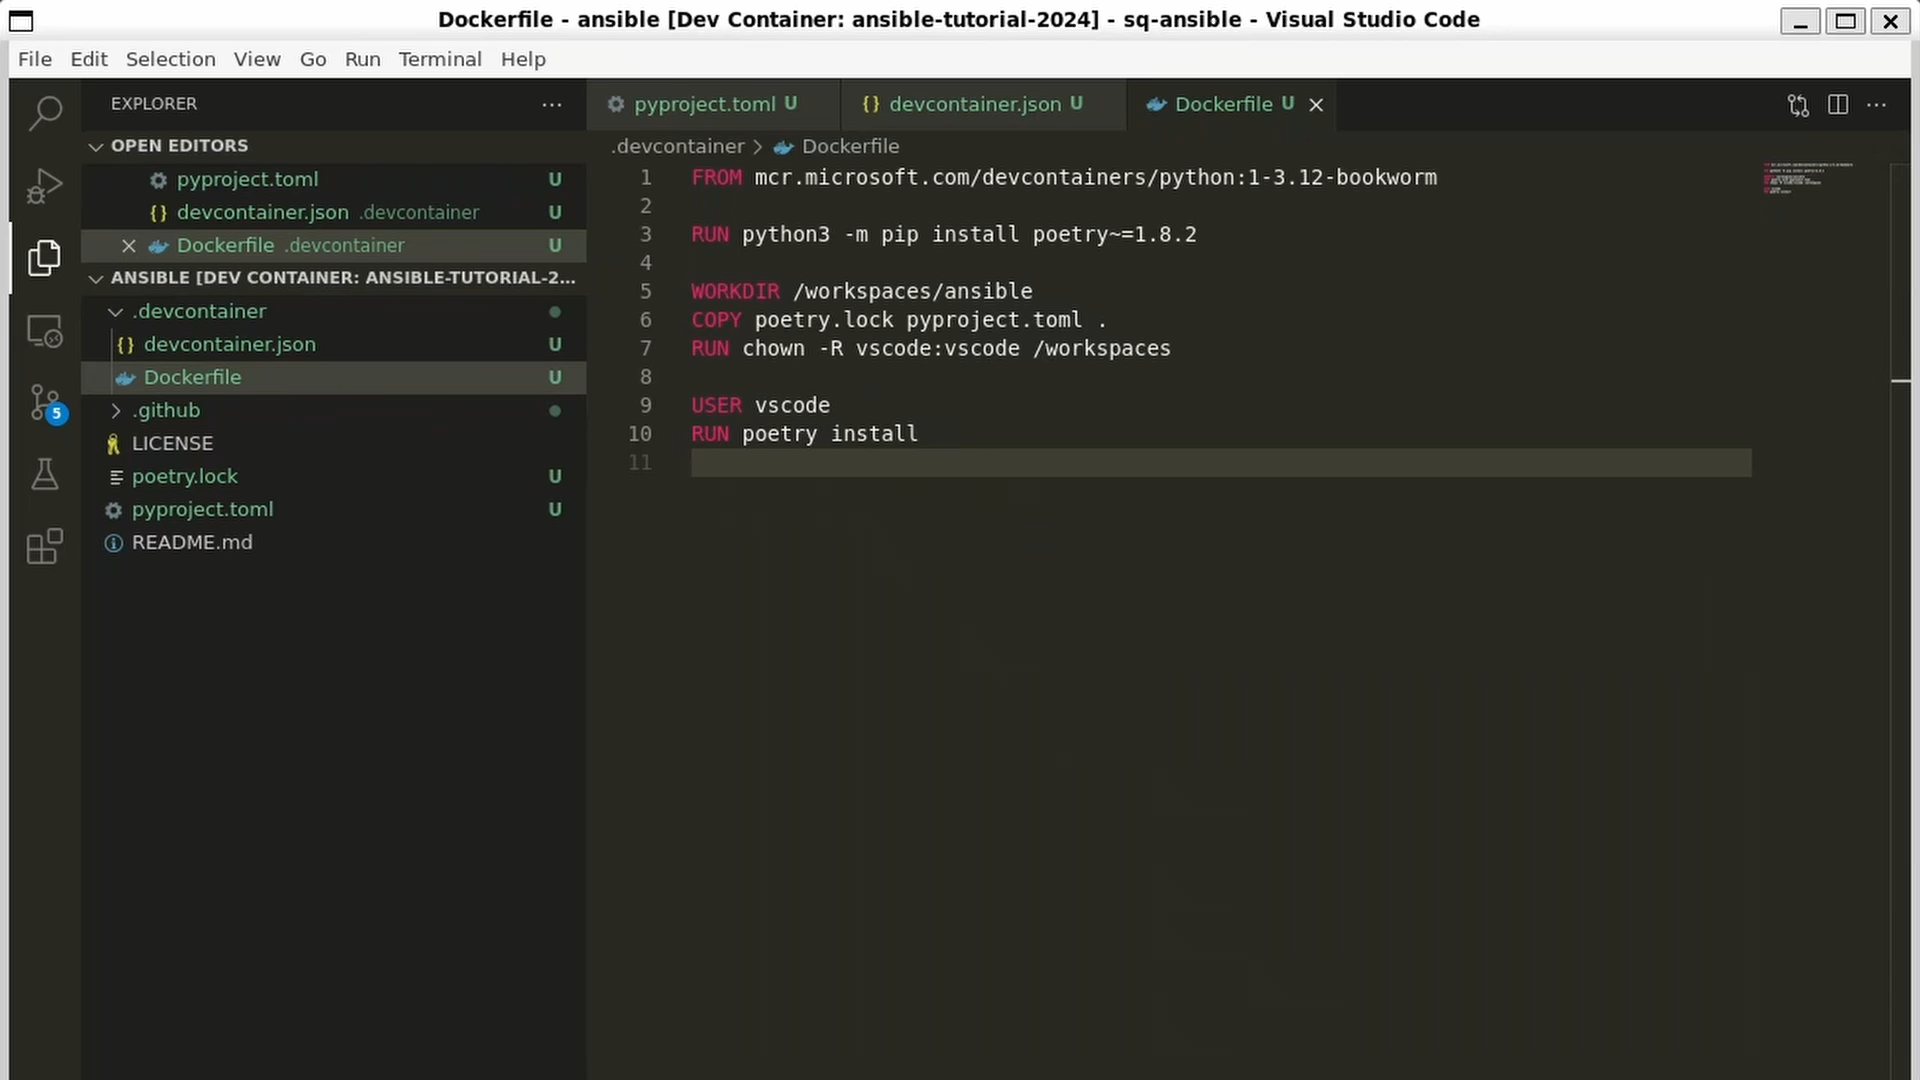 Dockerfile - ansible [Dev Container: ansible-tutorial-2024] - sq-ansible - Visual Studio Code
File Edit Selection View Go Run Terminal Help
EXPLORER
OPEN EDITORS
pyproject.toml U
devcontainer.json .devcontainer U
Dockerfile .devcontainer U
ANSIBLE [DEV CONTAINER: ANSIBLE-TUTORIAL-2...
.devcontainer
devcontainer.json U
Dockerfile U
.github
LICENSE
poetry.lock U
pyproject.toml U
README.md
5
pyproject.toml U devcontainer.json U Dockerfile U
.devcontainer > Dockerfile
1 FROM mcr.microsoft.com/devcontainers/python:1-3.12-bookworm
2
3 RUN python3 -m pip install poetry~=1.8.2
4
5 WORKDIR /workspaces/ansible
6 COPY poetry.lock pyproject.toml .
7 RUN chown -R vscode:vscode /workspaces
8
9 USER vscode
10 RUN poetry install
11